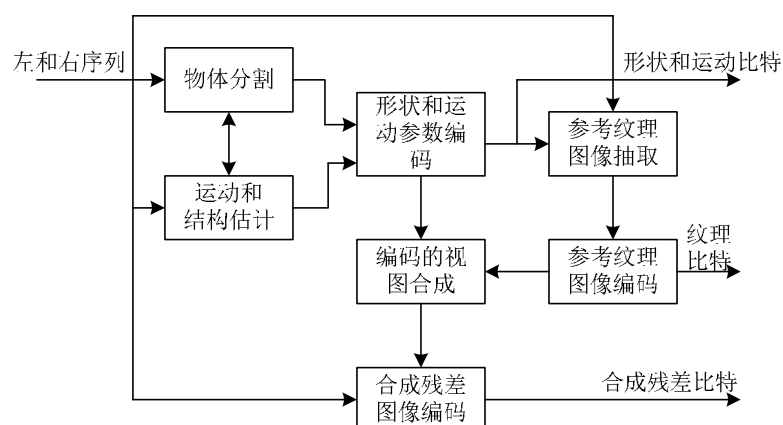 左和右序列
物体分割
形状和运
动参数编
码
形状和运动比特
参考纹理
图像抽取
运动和
结构估计
编码的视
图合成
参考纹理
图像编码
纹理
比特
合成残差
图像编码
合成残差比特